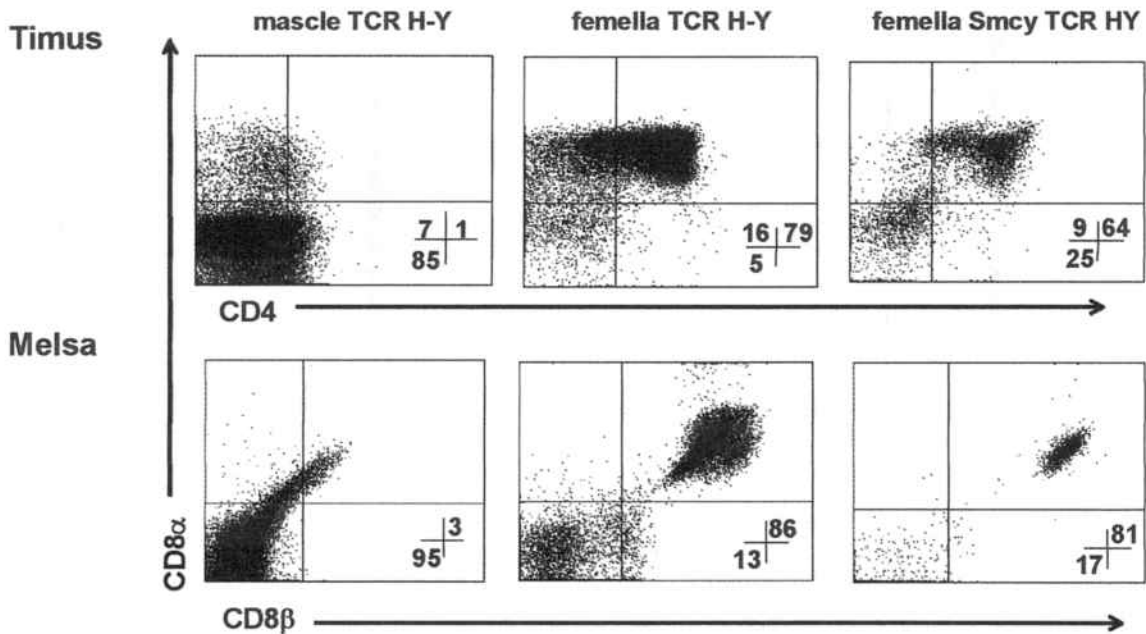 mascle TCR H-Y femella TCR H-Y femella Smcy TCR HY
Timus
7 1
85
16 79
5
9 64
25
CD4
Melsa
3
95
86
13
81
17
CD8α
CD8β